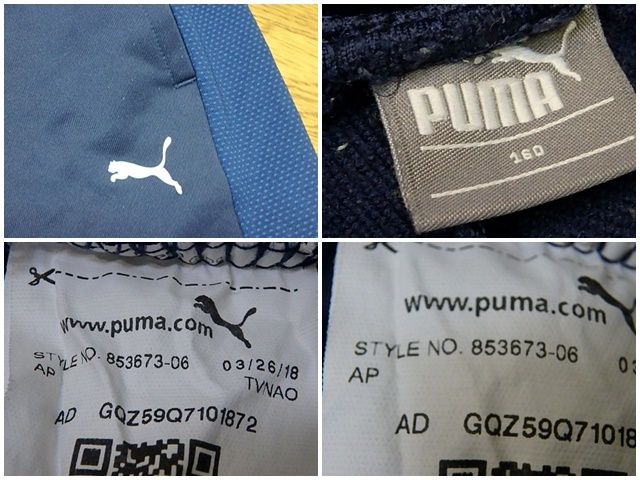 PUMA
160
www.puma.com
STYLE NO. 853673-06 03/26/18
AP TVNAO
AD GQZ59Q7101872
www.puma.com
STYLE NO. 853673-06 03
AP
AD GQZ59Q71018